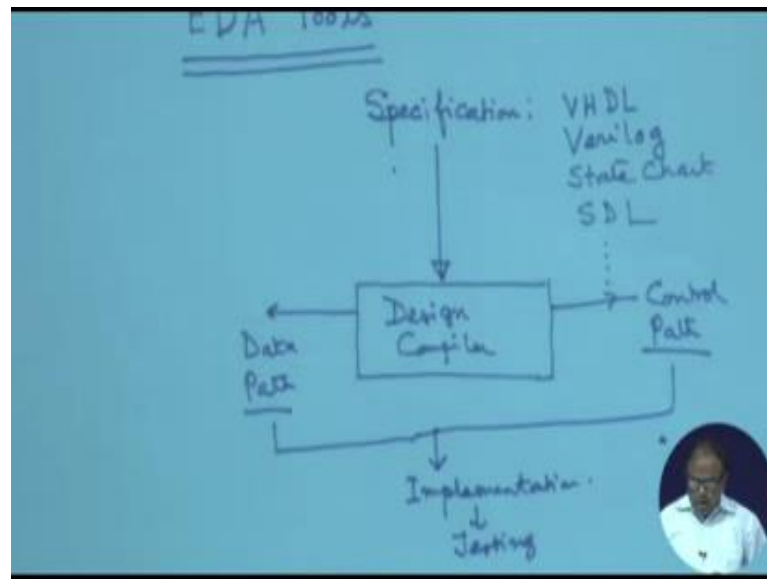 EDA Tools
Specification: VHDL
Verilog
State Chart
SDL
Design
Compiler
Data
Path
Control
Path
Implementation.
Testing